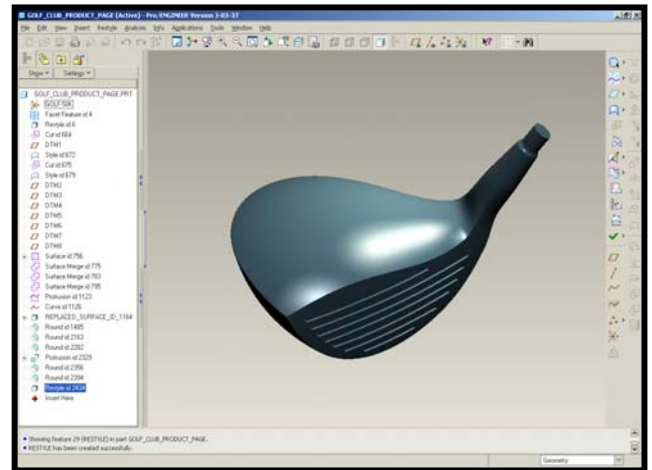 GOLF_CLUB_PRODUCT_PAGE (Active) - Pro/ENGINEER Version 3-03-37
File Edit View Insert Restyle Analysis Info Applications Tools Window Help
Show Settings
GOLF_CLUB_PRODUCT_PAGE.PRT
Facet Feature id 4
Restyle id 6
Cut id 664
DTM1
Style id 672
Cut id 675
Style id 679
DTM2
DTM3
DTM4
DTM5
DTM6
DTM7
DTM8
Surface id 756
Surface Merge id 775
Surface Merge id 783
Surface Merge id 795
Protrusion id 1123
Curve id 1126
REPLACED_SURFACE_ID_1164
Round id 1485
Round id 2163
Round id 2282
Protrusion id 2329
Round id 2356
Round id 2394
Restyle id 2434
Insert Here
• Showing feature 29 (RESTYLE) in part GOLF_CLUB_PRODUCT_PAGE.
• RESTYLE has been created successfully.
Geometry